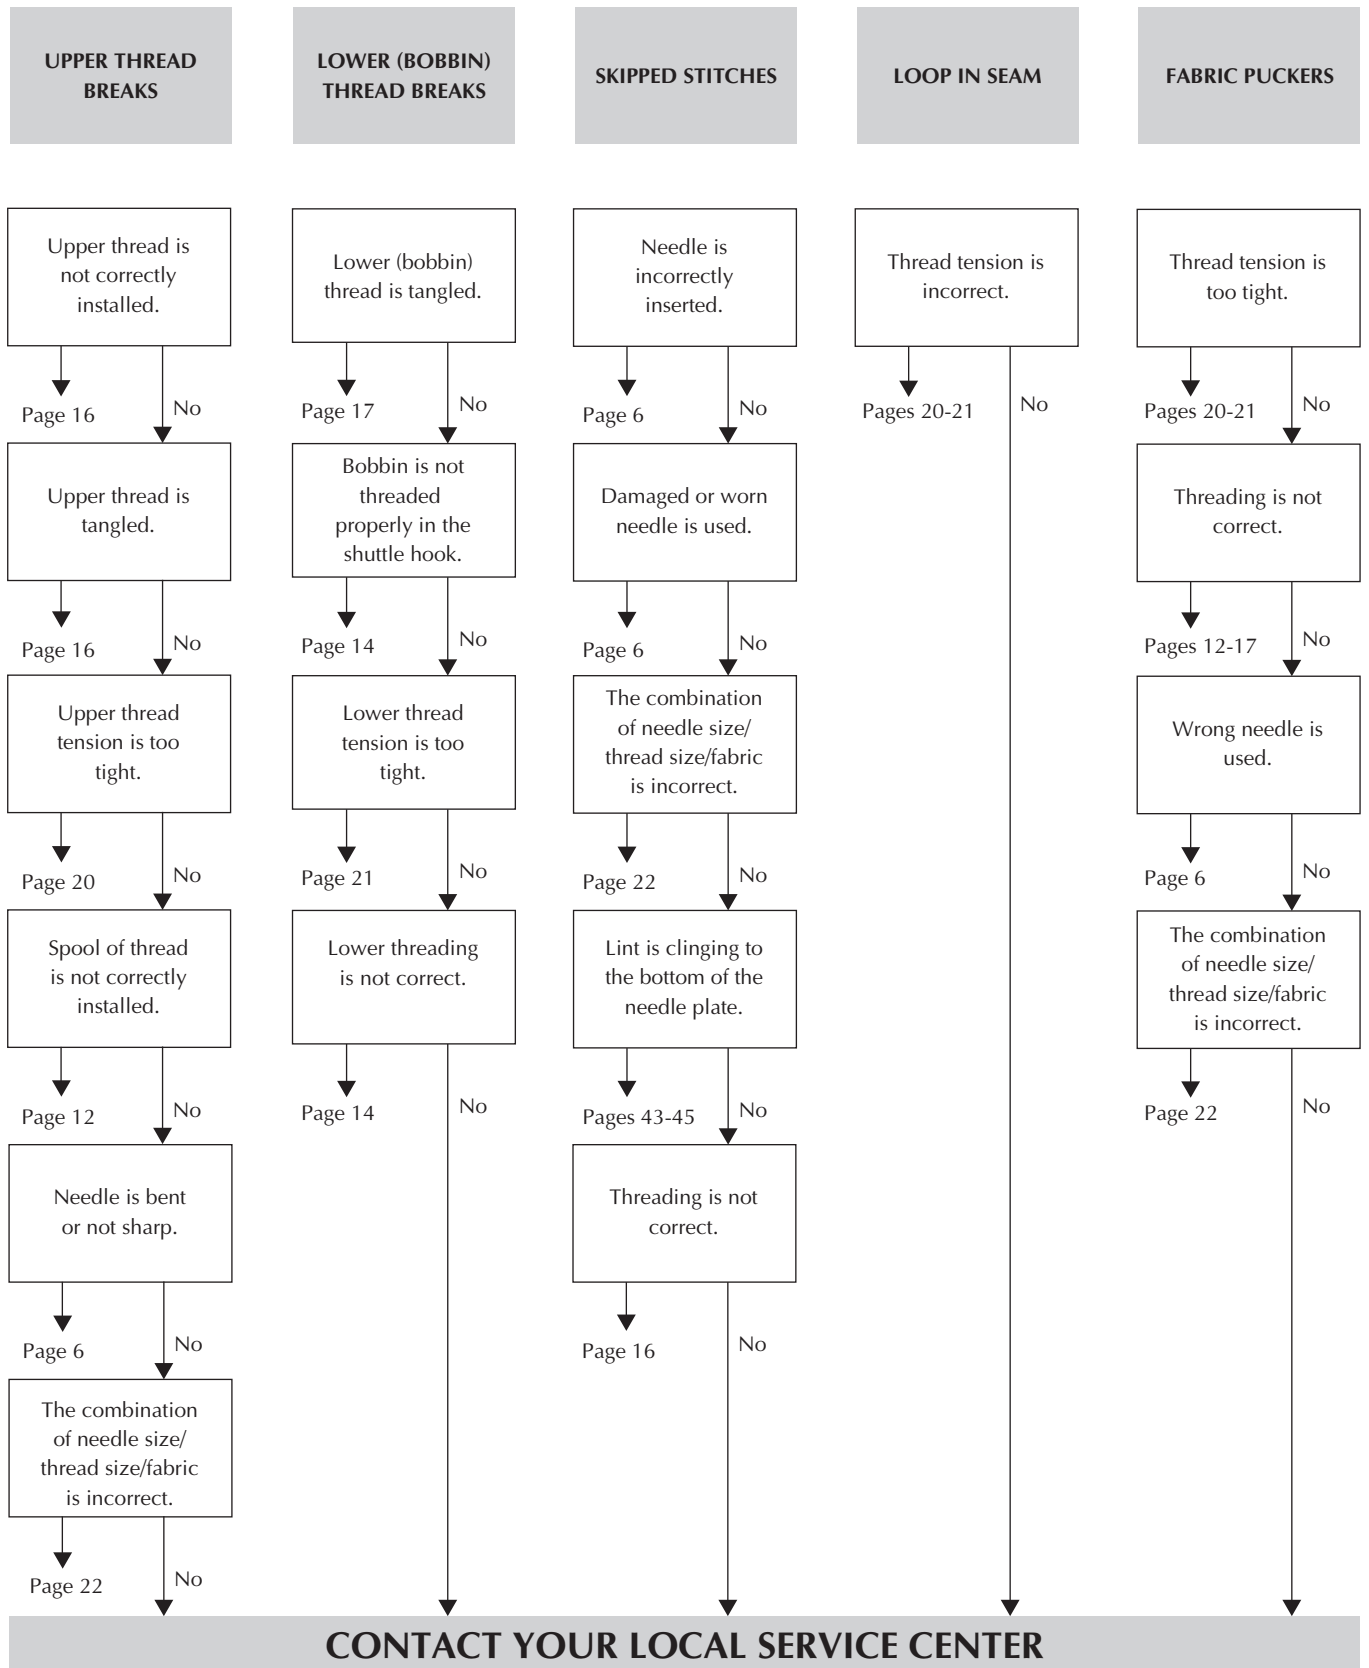 UPPER THREAD
BREAKS
LOWER (BOBBIN)
THREAD BREAKS
SKIPPED STITCHES
LOOP IN SEAM
FABRIC PUCKERS
Upper thread is
not correctly
installed.
Page 16
No
Upper thread is
tangled.
Page 16
No
Upper thread
tension is too
tight.
Page 20
No
Spool of thread
is not correctly
installed.
Page 12
No
Needle is bent
or not sharp.
Page 6
No
The combination
of needle size/
thread size/fabric
is incorrect.
Page 22
No
Lower (bobbin)
thread is tangled.
Page 17
No
Bobbin is not
threaded
properly in the
shuttle hook.
Page 14
No
Lower thread
tension is too
tight.
Page 21
No
Lower threading
is not correct.
Page 14
No
Needle is
incorrectly
inserted.
Page 6
No
Damaged or worn
needle is used.
Page 6
No
The combination
of needle size/
thread size/fabric
is incorrect.
Page 22
No
Lint is clinging to
the bottom of the
needle plate.
Pages 43-45
No
Threading is not
correct.
Page 16
No
Thread tension is
incorrect.
Pages 20-21
No
Thread tension is
too tight.
Pages 20-21
No
Threading is not
correct.
Pages 12-17
No
Wrong needle is
used.
Page 6
No
The combination
of needle size/
thread size/fabric
is incorrect.
Page 22
No
CONTACT YOUR LOCAL SERVICE CENTER